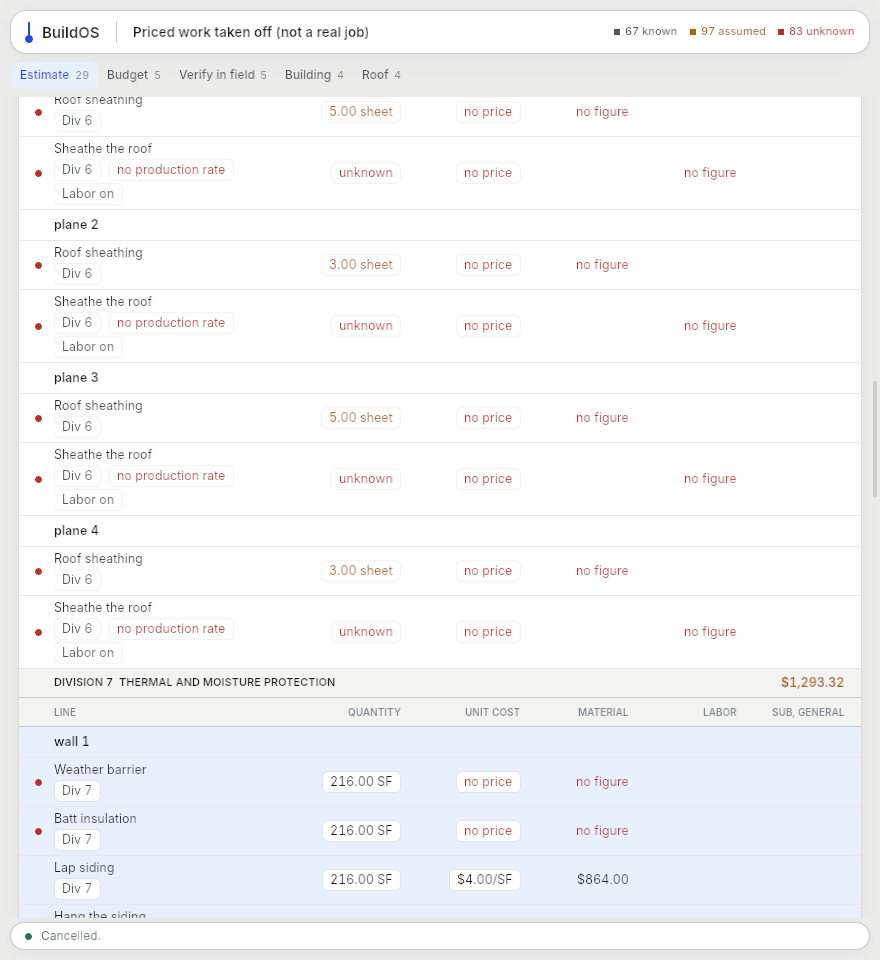 BuildOS
Priced work taken off (not a real job)
67 known
97 assumed
83 unknown
Estimate 29
Budget 5
Verify in field 5
Building 4
Roof 4
Roof sheathing
Div 6
5.00 sheet
no price
no figure
Sheathe the roof
Div 6
no production rate
Labor on
unknown
no price
no figure
plane 2
Roof sheathing
Div 6
3.00 sheet
no price
no figure
Sheathe the roof
Div 6
no production rate
Labor on
unknown
no price
no figure
plane 3
Roof sheathing
Div 6
5.00 sheet
no price
no figure
Sheathe the roof
Div 6
no production rate
Labor on
unknown
no price
no figure
plane 4
Roof sheathing
Div 6
3.00 sheet
no price
no figure
Sheathe the roof
Div 6
no production rate
Labor on
unknown
no price
no figure
DIVISION 7 THERMAL AND MOISTURE PROTECTION
$1,293.32
LINE
QUANTITY
UNIT COST
MATERIAL
LABOR
SUB, GENERAL
wall 1
Weather barrier
Div 7
216.00 SF
no price
no figure
Batt insulation
Div 7
216.00 SF
no price
no figure
Lap siding
Div 7
216.00 SF
$4.00/SF
$864.00
Hang the siding
Cancelled.